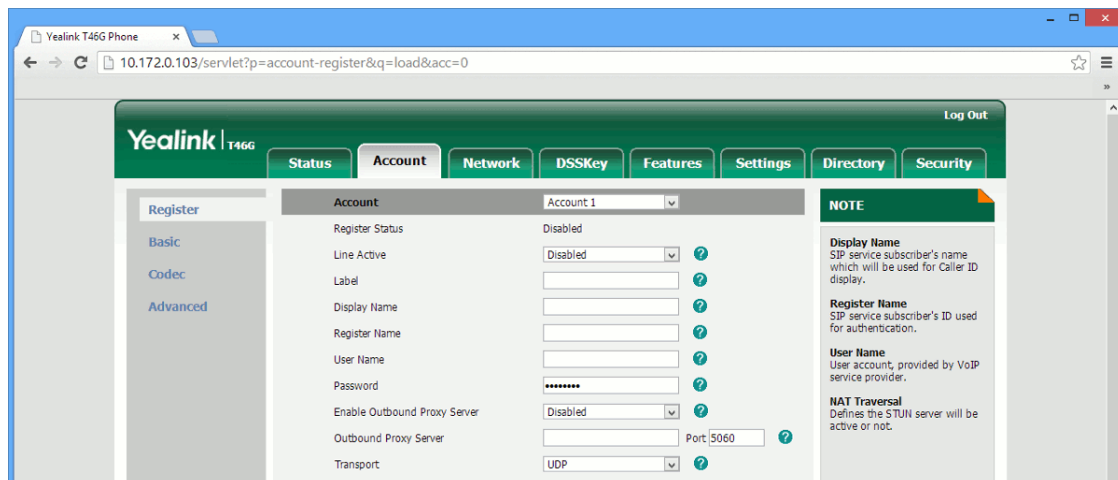 Yealink T46G Phone
10.172.0.103/servlet?p=account-register&q=load&acc=0
Log Out
Yealink T46G
Status Account Network DSSKey Features Settings Directory Security
Register
Basic
Codec
Advanced
Account Account 1
Register Status Disabled
Line Active Disabled ?
Label ?
Display Name ?
Register Name ?
User Name ?
Password •••••••• ?
Enable Outbound Proxy Server Disabled ?
Outbound Proxy Server Port 5060 ?
Transport UDP ?
NOTE
Display Name
SIP service subscriber's name
which will be used for Caller ID
display.
Register Name
SIP service subscriber's ID used
for authentication.
User Name
User account, provided by VoIP
service provider.
NAT Traversal
Defines the STUN server will be
active or not.